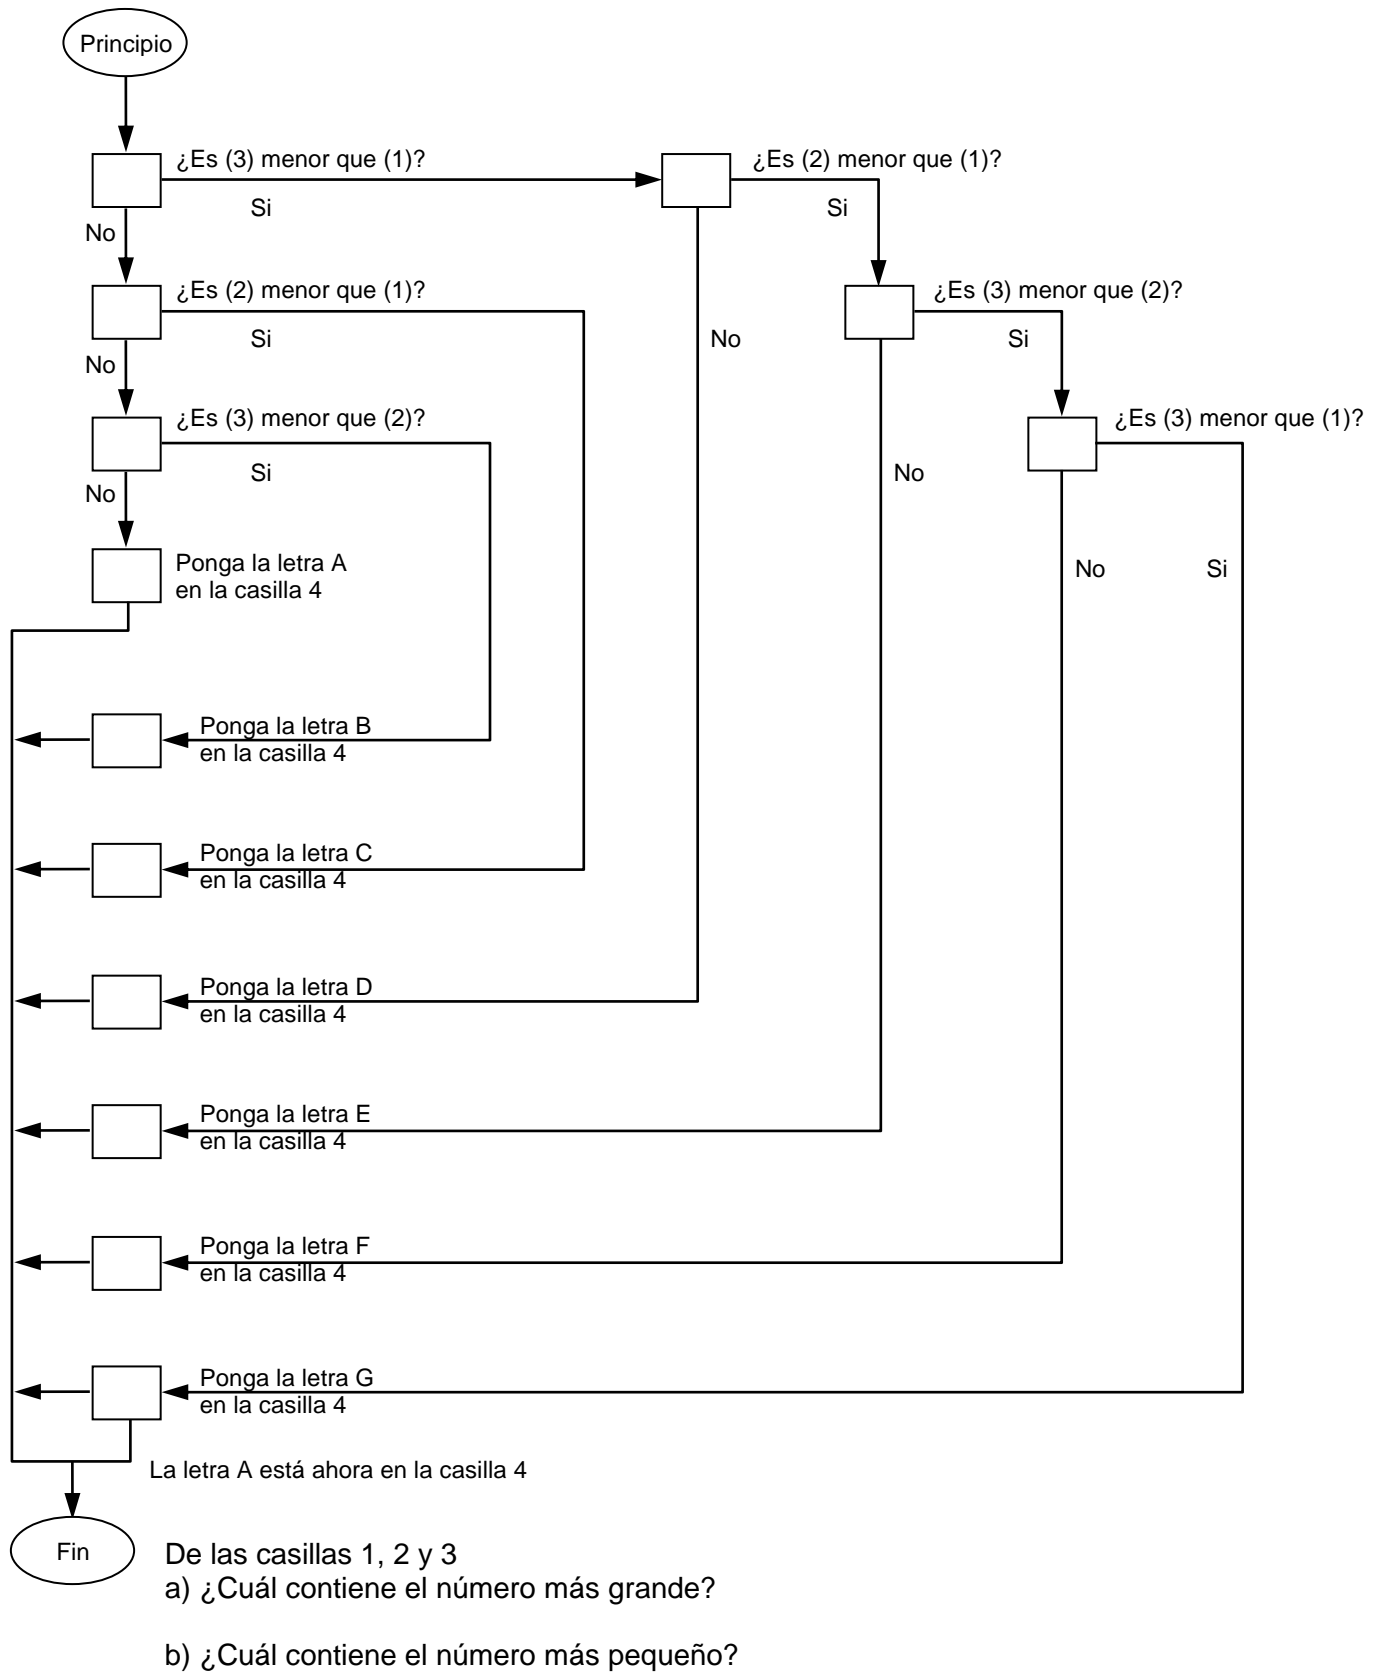 Principio
¿Es (3) menor que (1)?
¿Es (2) menor que (1)?
Si
Si
No
¿Es (2) menor que (1)?
¿Es (3) menor que (2)?
Si
No
Si
No
¿Es (3) menor que (2)?
¿Es (3) menor que (1)?
Si
No
No
Ponga la letra A
en la casilla 4
No
Si
Ponga la letra B
en la casilla 4
Ponga la letra C
en la casilla 4
Ponga la letra D
en la casilla 4
Ponga la letra E
en la casilla 4
Ponga la letra F
en la casilla 4
Ponga la letra G
en la casilla 4
La letra A está ahora en la casilla 4
Fin
De las casillas 1, 2 y 3
a) ¿Cuál contiene el número más grande?
b) ¿Cuál contiene el número más pequeño?